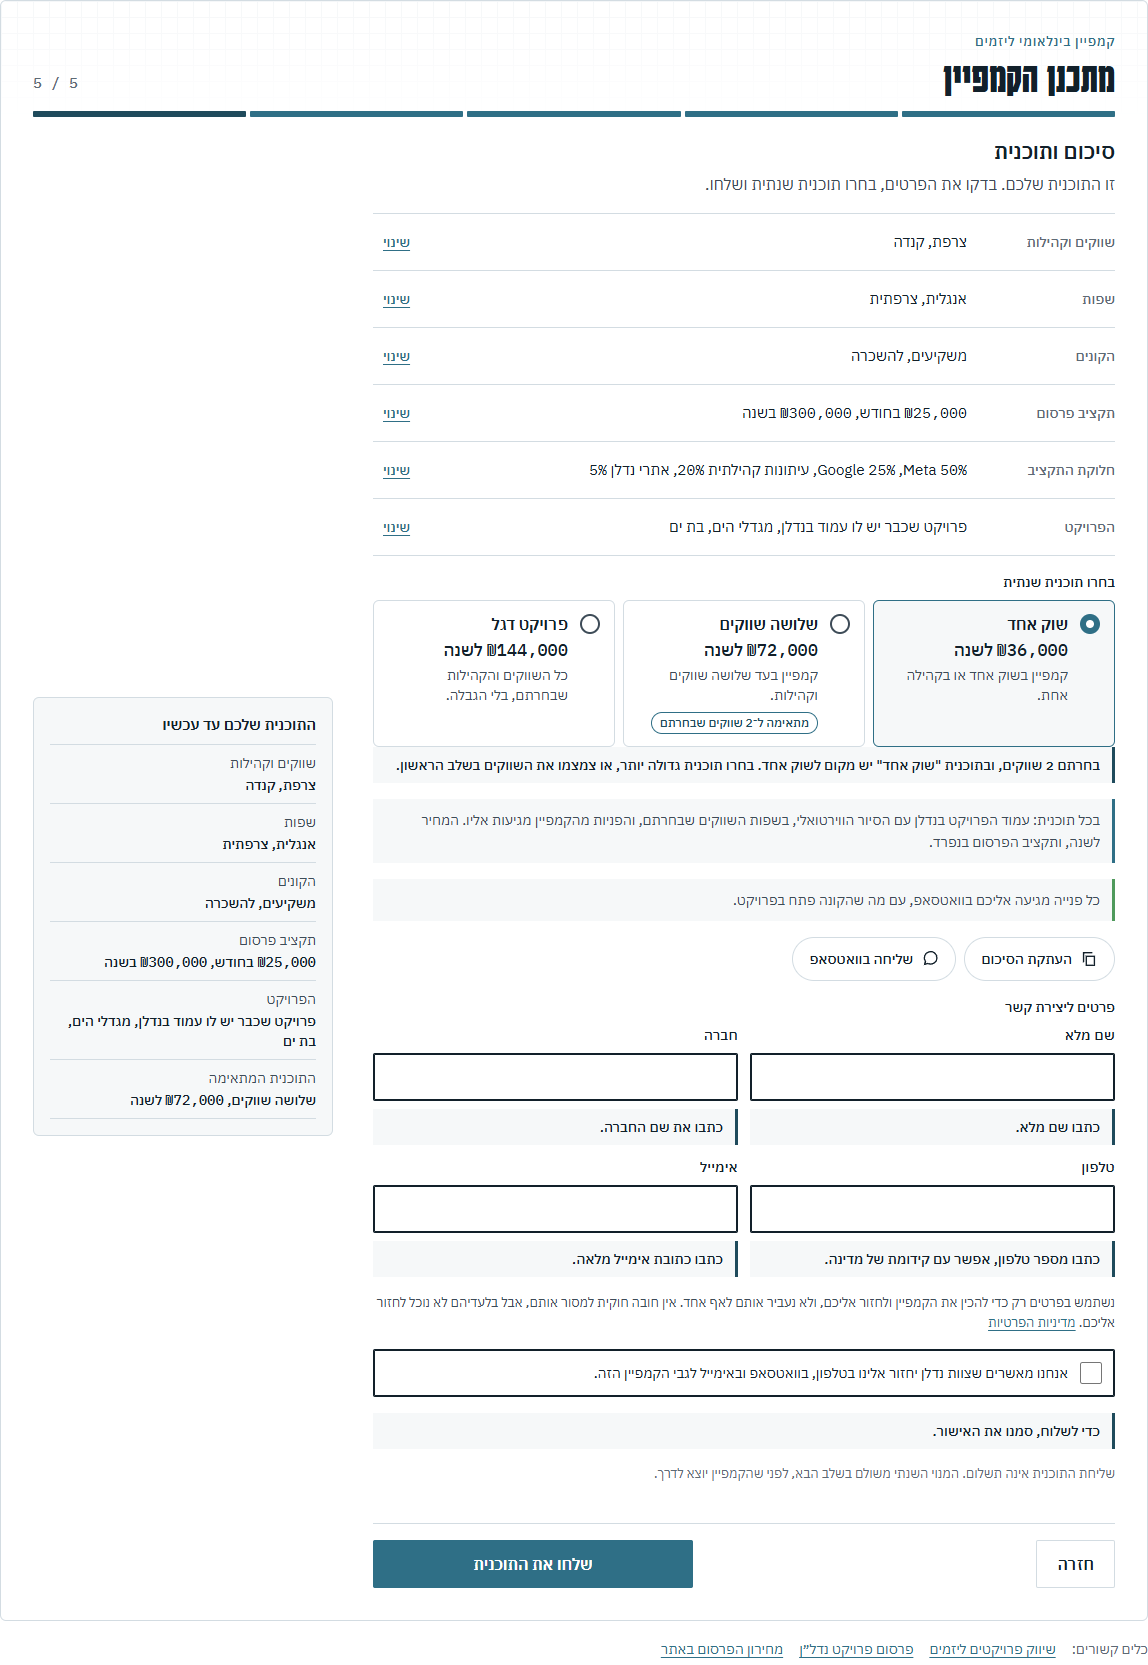 קמפיין בינלאומי ליזמים
מתכנן הקמפיין
5 / 5
סיכום ותוכנית
זו התוכנית שלכם. בדקו את הפרטים, בחרו תוכנית שנתית ושלחו.
שווקים וקהילות
צרפת, קנדה
שינוי
שפות
אנגלית, צרפתית
שינוי
הקונים
משקיעים, להשכרה
שינוי
תקציב פרסום
₪25,000 בחודש, ₪300,000 בשנה
שינוי
חלוקת התקציב
Meta 50%, Google 25%, עיתונות קהילתית 20%, אתרי נדלן 5%
שינוי
הפרויקט
פרויקט שכבר יש לו עמוד בנדלן, מגדלי הים, בת ים
שינוי
בחרו תוכנית שנתית
שוק אחד
₪36,000 לשנה
קמפיין בשוק אחד או בקהילה
אחת.
שלושה שווקים
₪72,000 לשנה
קמפיין בעד שלושה שווקים
וקהילות.
מתאימה ל־2 שווקים שבחרתם
פרויקט דגל
₪144,000 לשנה
כל השווקים והקהילות
שבחרתם, בלי הגבלה.
בחרתם 2 שווקים, ובתוכנית "שוק אחד" יש מקום לשוק אחד. בחרו תוכנית גדולה יותר, או צמצמו את השווקים בשלב הראשון.
בכל תוכנית: עמוד הפרויקט בנדלן עם הסיור הווירטואלי, בשפות השווקים שבחרתם, והפניות מהקמפיין מגיעות אליו. המחיר
לשנה, ותקציב הפרסום בנפרד.
כל פנייה מגיעה אליכם בוואטסאפ, עם מה שהקונה פתח בפרויקט.
העתקת הסיכום
שליחה בוואטסאפ
פרטים ליצירת קשר
שם מלא
חברה
כתבו שם מלא.
כתבו את שם החברה.
טלפון
אימייל
כתבו מספר טלפון, אפשר עם קידומת של מדינה.
כתבו כתובת אימייל מלאה.
נשתמש בפרטים רק כדי להכין את הקמפיין ולחזור אליכם, ולא נעביר אותם לאף אחד. אין חובה חוקית למסור אותם, אבל בלעדיהם לא נוכל לחזור
אליכם. מדיניות הפרטיות
אנחנו מאשרים שצוות נדלן יחזור אלינו בטלפון, בוואטסאפ ובאימייל לגבי הקמפיין הזה.
כדי לשלוח, סמנו את האישור.
שליחת התוכנית אינה תשלום. המנוי השנתי משולם בשלב הבא, לפני שהקמפיין יוצא לדרך.
חזרה
שלחו את התוכנית
התוכנית שלכם עד עכשיו
שווקים וקהילות
צרפת, קנדה
שפות
אנגלית, צרפתית
הקונים
משקיעים, להשכרה
תקציב פרסום
₪25,000 בחודש, ₪300,000 בשנה
הפרויקט
פרויקט שכבר יש לו עמוד בנדלן, מגדלי הים,
בת ים
התוכנית המתאימה
שלושה שווקים, ₪72,000 לשנה
כלים קשורים: שיווק פרויקטים ליזמים פרסום פרויקט נדל״ן מחירון הפרסום באתר